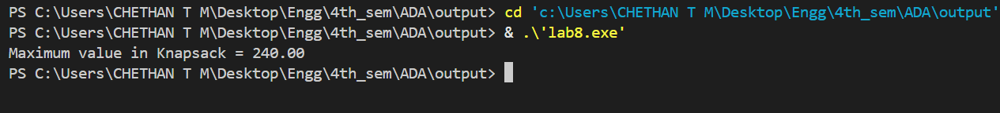 PS C:\Users\CHETHAN T M\Desktop\Engg\4th_sem\ADA\output> cd 'c:\Users\CHETHAN T M\Desktop\Engg\4th_sem\ADA\output'
PS C:\Users\CHETHAN T M\Desktop\Engg\4th_sem\ADA\output> & .\'lab8.exe'
Maximum value in Knapsack = 240.00
PS C:\Users\CHETHAN T M\Desktop\Engg\4th_sem\ADA\output>